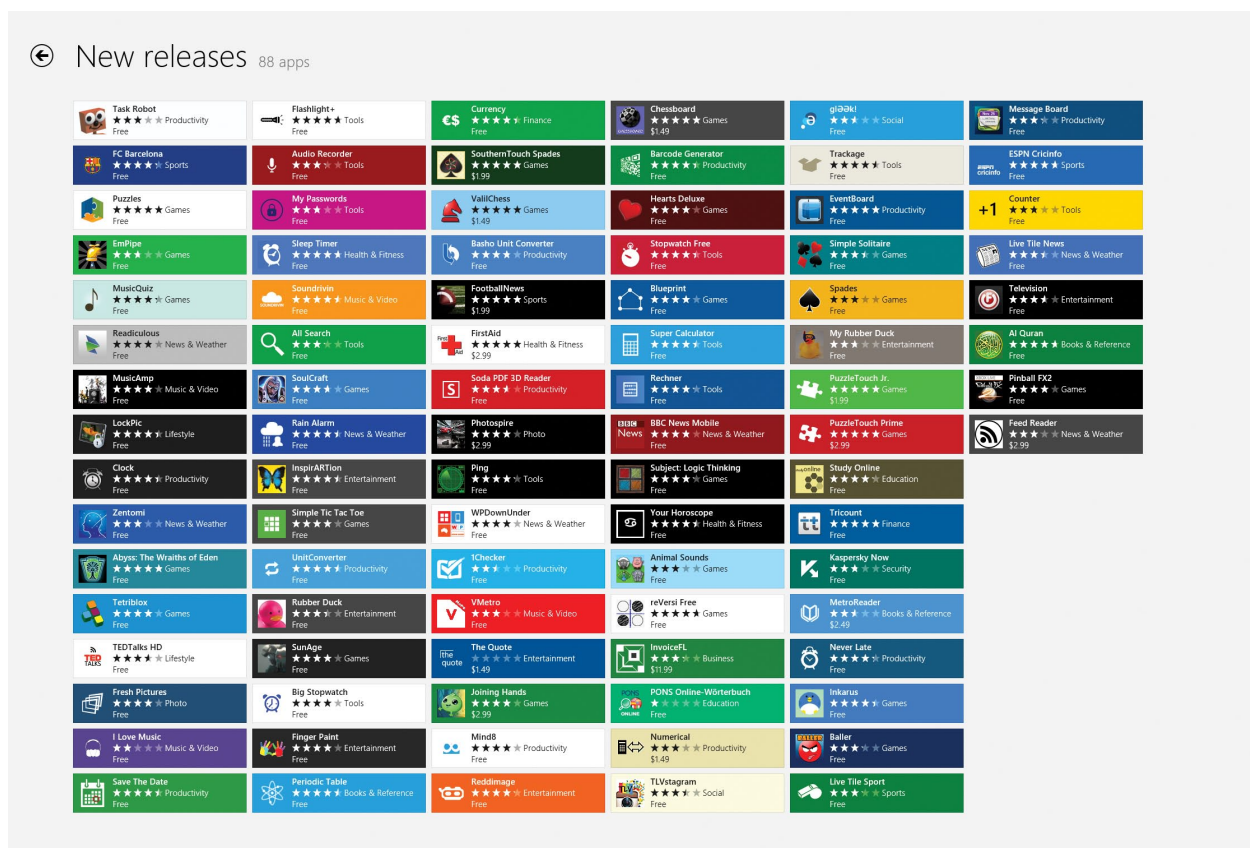 New releases 88 apps
Task Robot
Productivity
Free
FC Barcelona
Sports
Free
Puzzles
Games
Free
EmPipe
Games
Free
MusicQuiz
Games
Free
Readiculous
News & Weather
Free
MusicAmp
Music & Video
Free
LockPic
Lifestyle
Free
Clock
Productivity
Free
Zentomi
News & Weather
Free
Abyss: The Wraiths of Eden
Games
Free
Tetriblox
Games
Free
TED
TALKS
TEDTalks HD
Lifestyle
Free
Fresh Pictures
Photo
Free
I Love Music
Music & Video
Free
Save The Date
Productivity
Free
Flashlight+
Tools
Free
Audio Recorder
Tools
Free
My Passwords
Tools
Free
Sleep Timer
Health & Fitness
Free
Soundrivin
Music & Video
Free
All Search
Tools
Free
SoulCraft
Games
Free
Rain Alarm
News & Weather
Free
InspirARTion
Entertainment
Free
Simple Tic Tac Toe
Games
Free
UnitConverter
Productivity
Free
Rubber Duck
Entertainment
Free
SunAge
Games
Free
Big Stopwatch
Tools
Free
Finger Paint
Entertainment
Free
Periodic Table
Books & Reference
Free
€$
Currency
Finance
Free
SouthernTouch Spades
Games
$1.99
ValilChess
Games
$1.49
Basho Unit Converter
Productivity
Free
FootballNews
Sports
$1.99
First
Aid
FirstAid
Health & Fitness
$2.99
S
Soda PDF 3D Reader
Productivity
Free
Photospire
Photo
$2.99
Ping
Tools
Free
WPDownUnder
News & Weather
Free
1Checker
Productivity
Free
V
VMetro
Music & Video
Free
the
quote
The Quote
Entertainment
$1.49
Joining Hands
Games
$2.99
Mind8
Productivity
Free
Reddimage
Entertainment
Free
Chessboard
Games
$1.49
Barcode Generator
Productivity
Free
Hearts Deluxe
Games
Free
Stopwatch Free
Tools
Free
Blueprint
Games
Free
Super Calculator
Tools
Free
Rechner
Tools
Free
BBC
News
BBC News Mobile
News & Weather
Free
Subject: Logic Thinking
Games
Free
Your Horoscope
Health & Fitness
Free
Animal Sounds
Games
Free
reVersi Free
Games
Free
InvoiceFL
Business
$11.99
PONS
ONLINE
PONS Online-Wörterbuch
Education
Free
Numerical
Productivity
$1.49
TLVstagram
Social
Free
glƏƏk!
Social
Free
Trackage
Tools
Free
EventBoard
Productivity
Free
Simple Solitaire
Games
Free
Spades
Games
Free
My Rubber Duck
Entertainment
Free
PuzzleTouch Jr.
Games
$1.99
PuzzleTouch Prime
Games
$2.99
Study Online
Education
Free
tt
Tricount
Finance
Free
K
Kaspersky Now
Security
Free
MetroReader
Books & Reference
$2.49
Never Late
Productivity
Free
Inkarus
Games
Free
BALLER
Baller
Games
Free
Live Tile Sport
Sports
Free
Message Board
Productivity
Free
ESPN
cricinfo
ESPN Cricinfo
Sports
Free
+1
Counter
Tools
Free
Live Tile News
News & Weather
Free
Television
Entertainment
Free
Al Quran
Books & Reference
Free
Pinball FX2
Games
Free
Feed Reader
News & Weather
$2.99